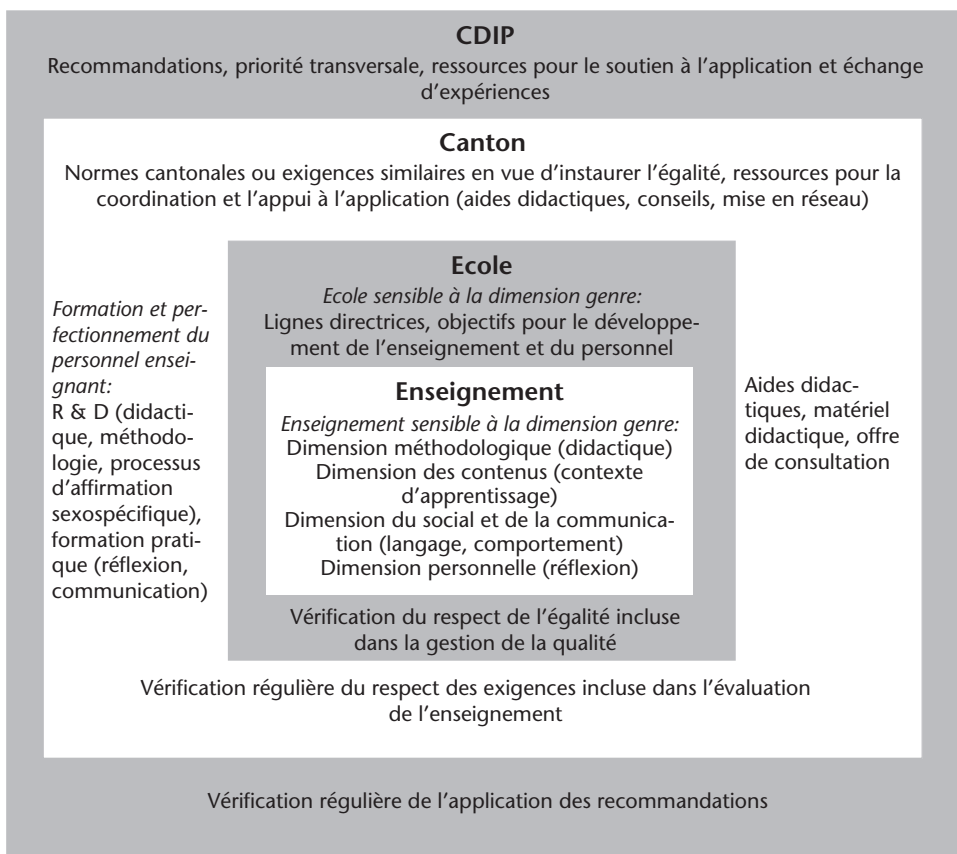 CDIP
Recommandations, priorité transversale, ressources pour le soutien à l’application et échange
d’expériences
Canton
Normes cantonales ou exigences similaires en vue d’instaurer l’égalité, ressources pour la
coordination et l’appui à l’application (aides didactiques, conseils, mise en réseau)
Formation et per-
fectionnement du
personnel ensei-
gnant:
R & D (didacti-
que, méthodo-
logie, processus
d’affirmation
sexospécifique),
formation prati-
que (réflexion,
communication)
Ecole
Ecole sensible à la dimension genre:
Lignes directrices, objectifs pour le développe-
ment de l’enseignement et du personnel
Enseignement
Enseignement sensible à la dimension genre:
Dimension méthodologique (didactique)
Dimension des contenus (contexte
d’apprentissage)
Dimension du social et de la communica-
tion (langage, comportement)
Dimension personnelle (réflexion)
Vérification du respect de l’égalité incluse
dans la gestion de la qualité
Aides didac-
tiques, matériel
didactique, offre
de consultation
Vérification régulière du respect des exigences incluse dans l’évaluation
de l’enseignement
Vérification régulière de l’application des recommandations